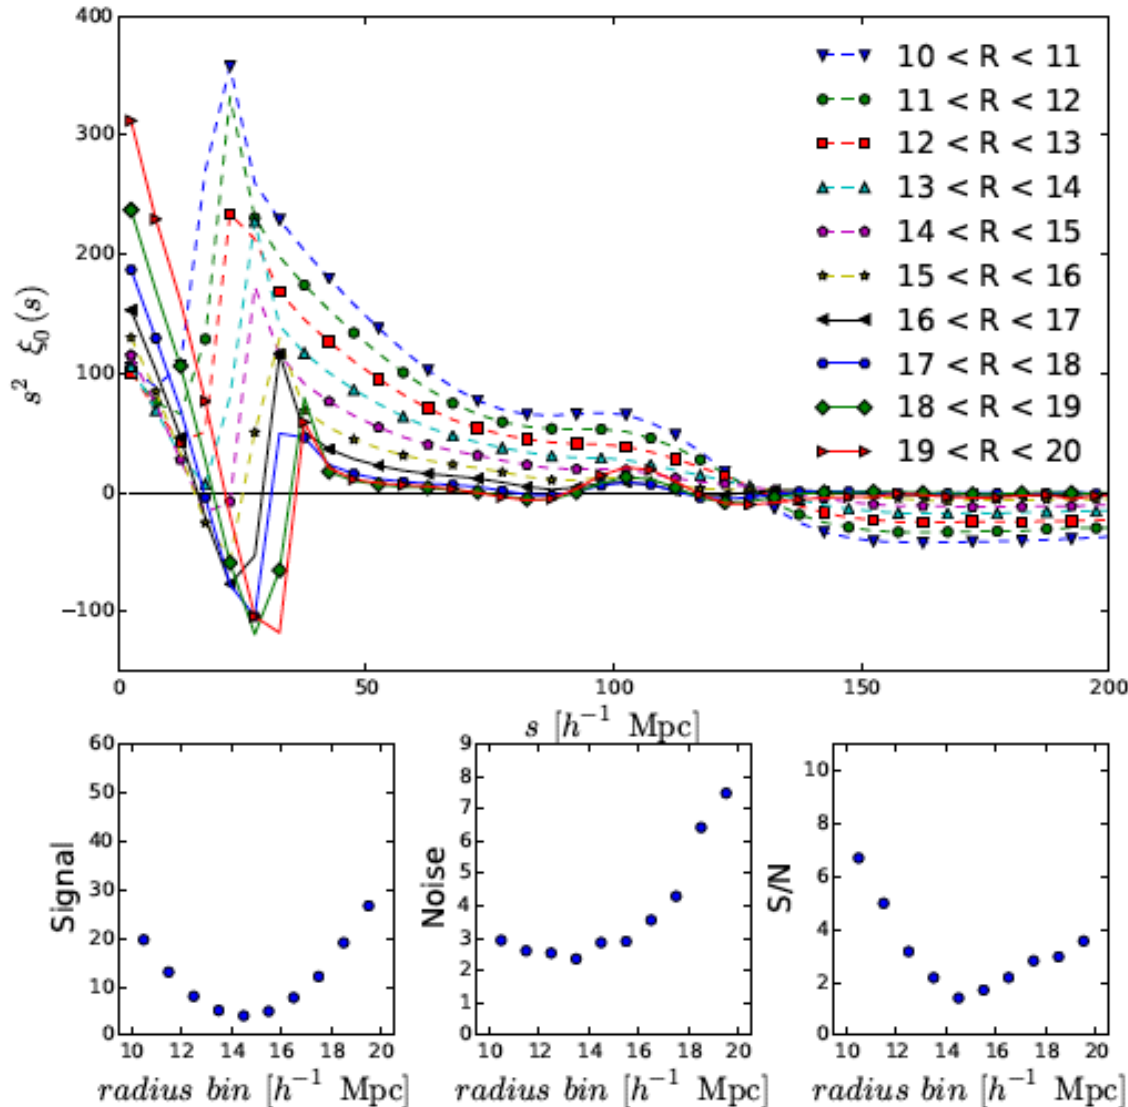 400
300
200
100
0
−100
s² ξ₀(s)
10 < R < 11
11 < R < 12
12 < R < 13
13 < R < 14
14 < R < 15
15 < R < 16
16 < R < 17
17 < R < 18
18 < R < 19
19 < R < 20
0 50 100 150 200
s [h⁻¹ Mpc]
60
50
40
30
20
10
0
Signal
10 12 14 16 18 20
radius bin [h⁻¹ Mpc]
9
8
7
6
5
4
3
2
1
0
Noise
10 12 14 16 18 20
radius bin [h⁻¹ Mpc]
10
8
6
4
2
0
S/N
10 12 14 16 18 20
radius bin [h⁻¹ Mpc]